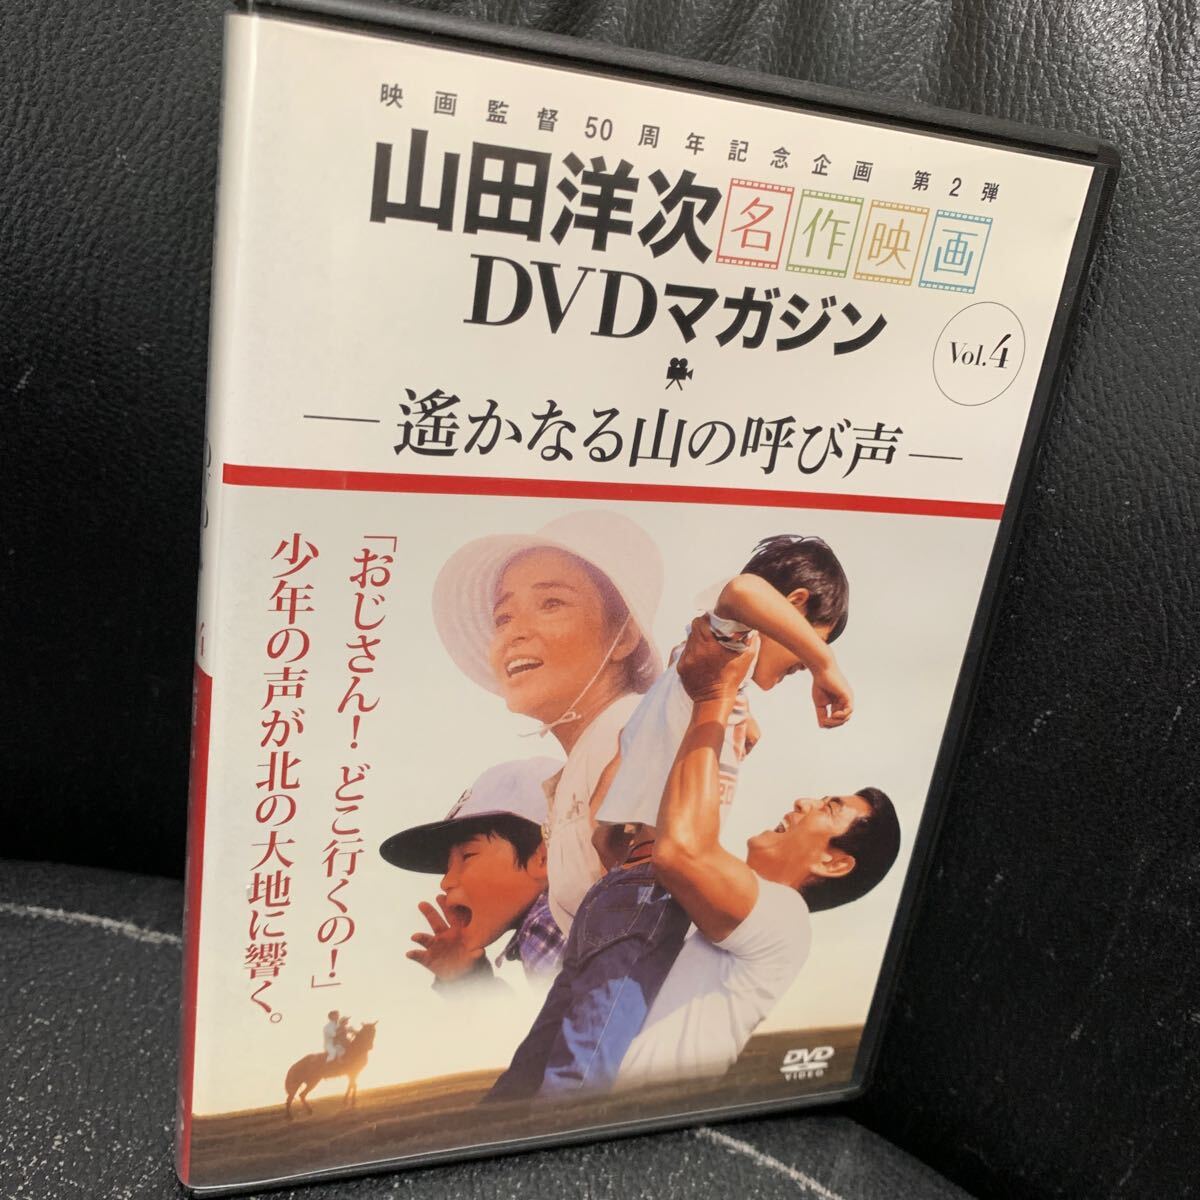 映画監督50周年記念企画 第2弾
山田洋次名作映画
DVDマガジン
Vol.4
―遙かなる山の呼び声―
「おじさん!どこ行くの!」
少年の声が北の大地に響く。
DVD
VIDEO